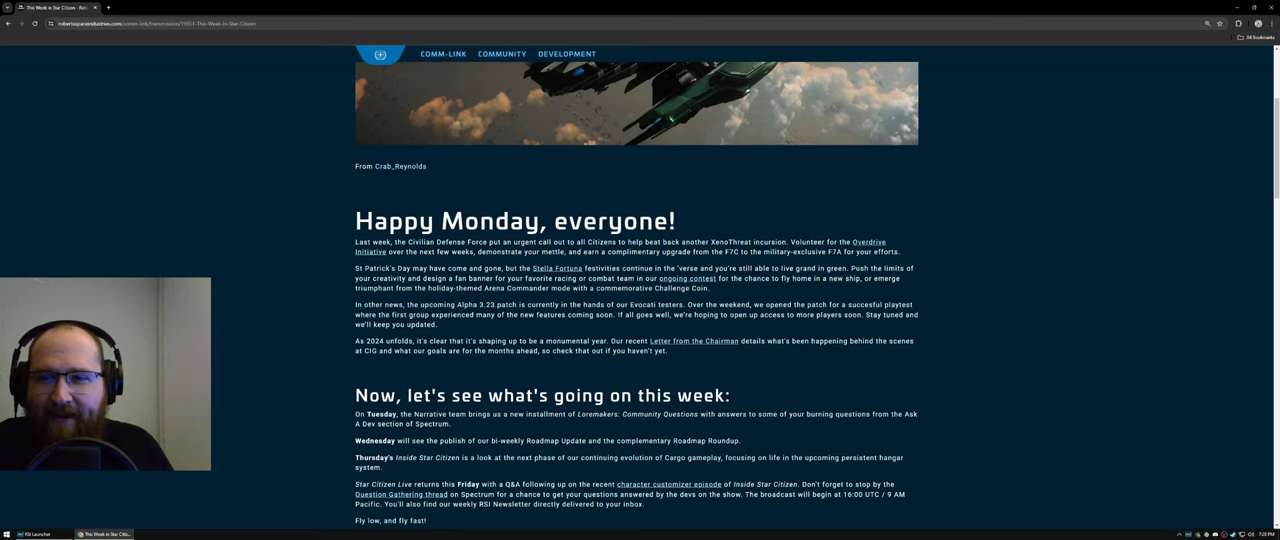 This Week in Star Citizen - Rob
robertsspaceindustries.com/comm-link/transmission/19851-This-Week-In-Star-Citizen
All Bookmarks
COMM-LINK COMMUNITY DEVELOPMENT
From Crab_Reynolds
Happy Monday, everyone!
Last week, the Civilian Defense Force put an urgent call out to all Citizens to help beat back another XenoThreat incursion. Volunteer for the Overdrive
Initiative over the next few weeks, demonstrate your mettle, and earn a complimentary upgrade from the F7C to the military-exclusive F7A for your efforts.
St Patrick's Day may have come and gone, but the Stella Fortuna festivities continue in the 'verse and you're still able to live grand in green. Push the limits of
your creativity and design a fan banner for your favorite racing or combat team in our ongoing contest for the chance to fly home in a new ship, or emerge
triumphant from the holiday-themed Arena Commander mode with a commemorative Challenge Coin.
In other news, the upcoming Alpha 3.23 patch is currently in the hands of our Evocati testers. Over the weekend, we opened the patch for a succesful playtest
where the first group experienced many of the new features coming soon. If all goes well, we're hoping to open up access to more players soon. Stay tuned and
we'll keep you updated.
As 2024 unfolds, it's clear that it's shaping up to be a monumental year. Our recent Letter from the Chairman details what's been happening behind the scenes
at CIG and what our goals are for the months ahead, so check that out if you haven't yet.
Now, let's see what's going on this week:
On Tuesday, the Narrative team brings us a new installment of Loremakers: Community Questions with answers to some of your burning questions from the Ask
A Dev section of Spectrum.
Wednesday will see the publish of our bi-weekly Roadmap Update and the complementary Roadmap Roundup.
Thursday's Inside Star Citizen is a look at the next phase of our continuing evolution of Cargo gameplay, focusing on life in the upcoming persistent hangar
system.
Star Citizen Live returns this Friday with a Q&A following up on the recent character customizer episode of Inside Star Citizen. Don't forget to stop by the
Question Gathering thread on Spectrum for a chance to get your questions answered by the devs on the show. The broadcast will begin at 16:00 UTC / 9 AM
Pacific. You'll also find our weekly RSI Newsletter directly delivered to your inbox.
Fly low, and fly fast!
RSI Launcher
This Week in Star Citiz...
7:28 PM